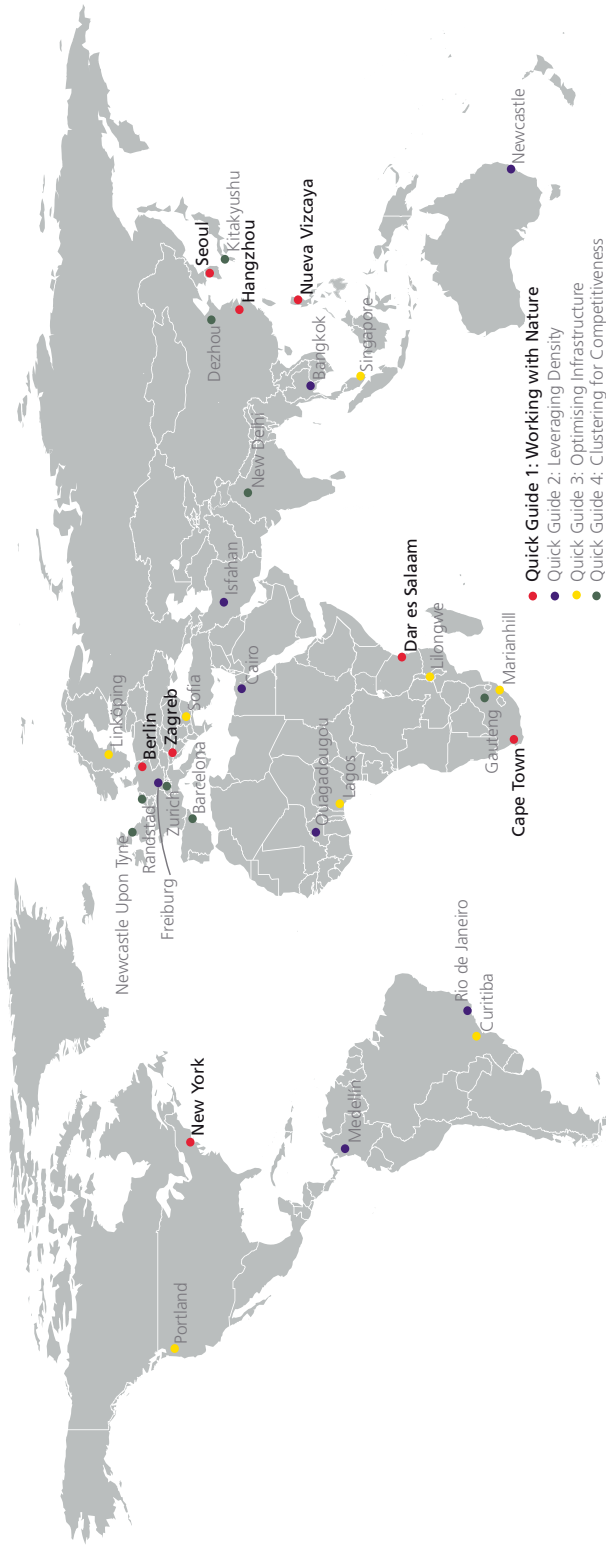 Portland
New York
Medellin
Rio de Janeiro
Curitiba
Newcastle Upon Tyne
Randstad
Freiburg
Zurich
Barcelona
Linköping
Berlin
Zagreb
Sofia
Cairo
Ouagadougou
Lagos
Dar es Salaam
Lilongwe
Marianhill
Gauteng
Cape Town
Isfahan
New Delhi
Dezhou
Seoul
Kitakyushu
Hangzhou
Nueva Vizcaya
Bangkok
Singapore
Newcastle
Quick Guide 1: Working with Nature
Quick Guide 2: Leveraging Density
Quick Guide 3: Optimising Infrastructure
Quick Guide 4: Clustering for Competitiveness